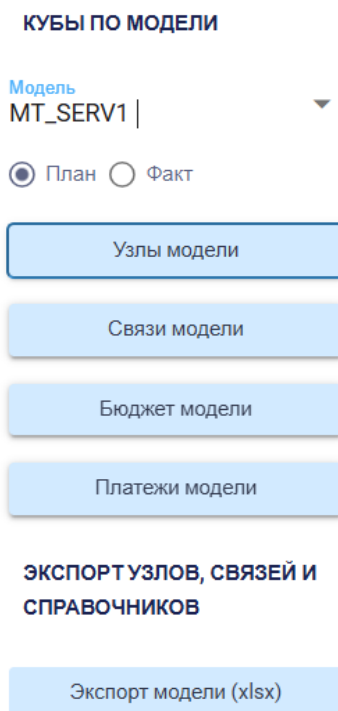 КУБЫ ПО МОДЕЛИ
Модель
MT_SERV1
План Факт
Узлы модели
Связи модели
Бюджет модели
Платежи модели
ЭКСПОРТ УЗЛОВ, СВЯЗЕЙ И
СПРАВОЧНИКОВ
Экспорт модели (xlsx)